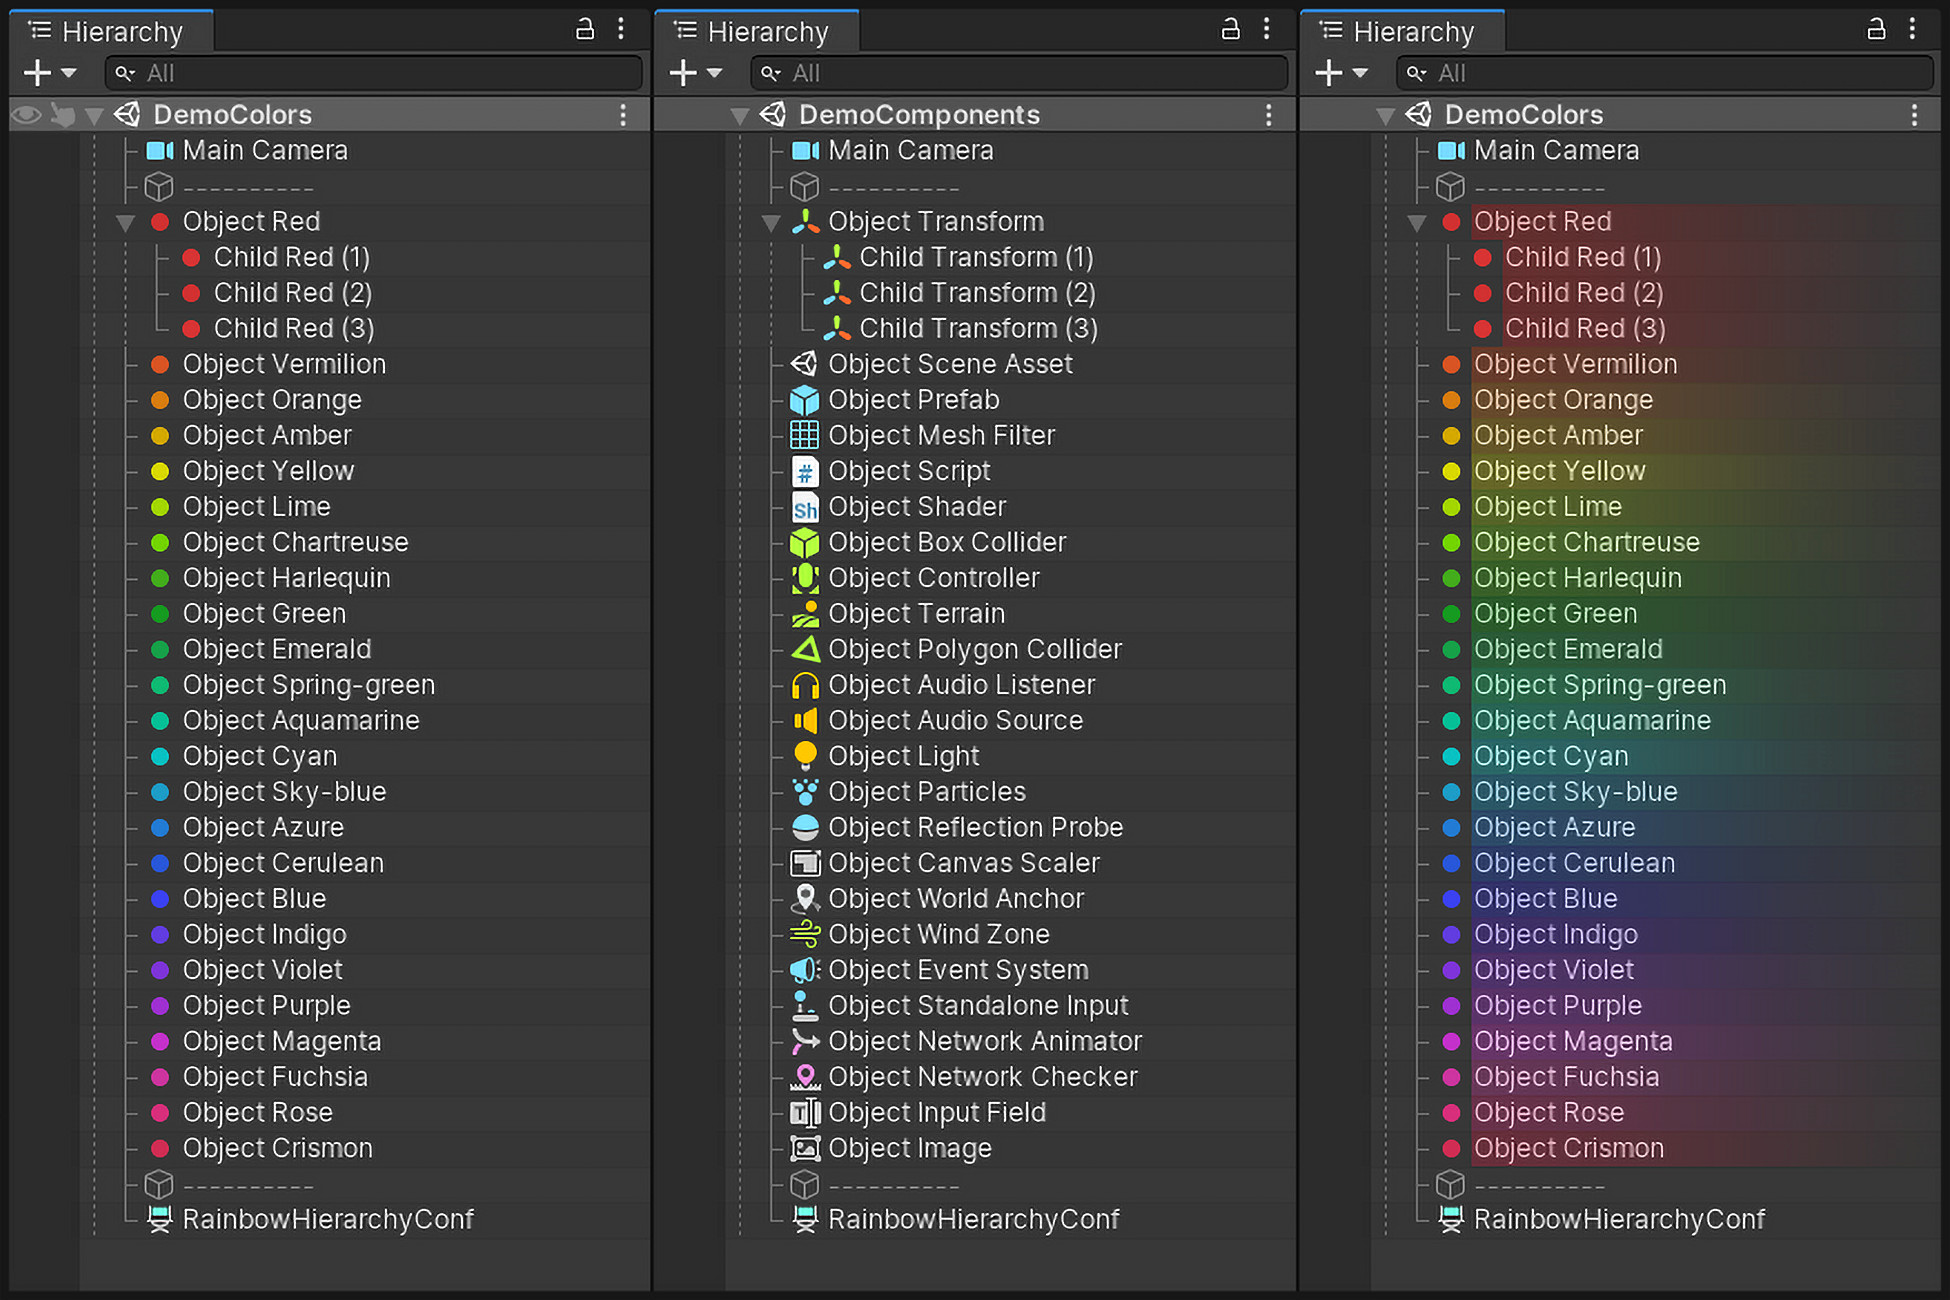 Hierarchy
All
DemoColors
Main Camera
----------
Object Red
Child Red (1)
Child Red (2)
Child Red (3)
Object Vermilion
Object Orange
Object Amber
Object Yellow
Object Lime
Object Chartreuse
Object Harlequin
Object Green
Object Emerald
Object Spring-green
Object Aquamarine
Object Cyan
Object Sky-blue
Object Azure
Object Cerulean
Object Blue
Object Indigo
Object Violet
Object Purple
Object Magenta
Object Fuchsia
Object Rose
Object Crismon
----------
RainbowHierarchyConf
Hierarchy
All
DemoComponents
Main Camera
----------
Object Transform
Child Transform (1)
Child Transform (2)
Child Transform (3)
Object Scene Asset
Object Prefab
Object Mesh Filter
# Object Script
Sh Object Shader
Object Box Collider
Object Controller
Object Terrain
Object Polygon Collider
Object Audio Listener
Object Audio Source
Object Light
Object Particles
Object Reflection Probe
Object Canvas Scaler
Object World Anchor
Object Wind Zone
Object Event System
Object Standalone Input
Object Network Animator
Object Network Checker
T Object Input Field
Object Image
----------
RainbowHierarchyConf
Hierarchy
All
DemoColors
Main Camera
----------
Object Red
Child Red (1)
Child Red (2)
Child Red (3)
Object Vermilion
Object Orange
Object Amber
Object Yellow
Object Lime
Object Chartreuse
Object Harlequin
Object Green
Object Emerald
Object Spring-green
Object Aquamarine
Object Cyan
Object Sky-blue
Object Azure
Object Cerulean
Object Blue
Object Indigo
Object Violet
Object Purple
Object Magenta
Object Fuchsia
Object Rose
Object Crismon
----------
RainbowHierarchyConf